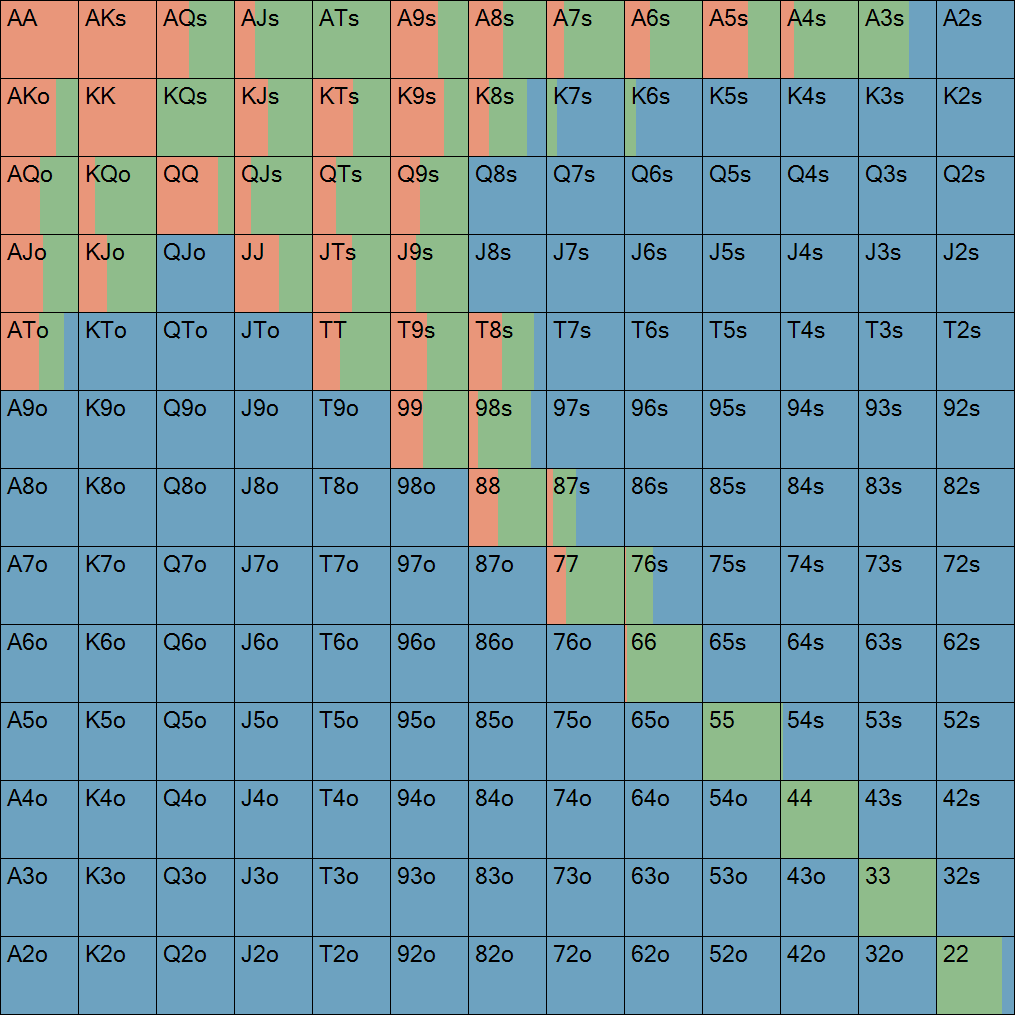 AA AKs AQs AJs ATs A9s A8s A7s A6s A5s A4s A3s A2s
AKo KK KQs KJs KTs K9s K8s K7s K6s K5s K4s K3s K2s
AQo KQo QQ QJs QTs Q9s Q8s Q7s Q6s Q5s Q4s Q3s Q2s
AJo KJo QJo JJ JTs J9s J8s J7s J6s J5s J4s J3s J2s
ATo KTo QTo JTo TT T9s T8s T7s T6s T5s T4s T3s T2s
A9o K9o Q9o J9o T9o 99 98s 97s 96s 95s 94s 93s 92s
A8o K8o Q8o J8o T8o 98o 88 87s 86s 85s 84s 83s 82s
A7o K7o Q7o J7o T7o 97o 87o 77 76s 75s 74s 73s 72s
A6o K6o Q6o J6o T6o 96o 86o 76o 66 65s 64s 63s 62s
A5o K5o Q5o J5o T5o 95o 85o 75o 65o 55 54s 53s 52s
A4o K4o Q4o J4o T4o 94o 84o 74o 64o 54o 44 43s 42s
A3o K3o Q3o J3o T3o 93o 83o 73o 63o 53o 43o 33 32s
A2o K2o Q2o J2o T2o 92o 82o 72o 62o 52o 42o 32o 22